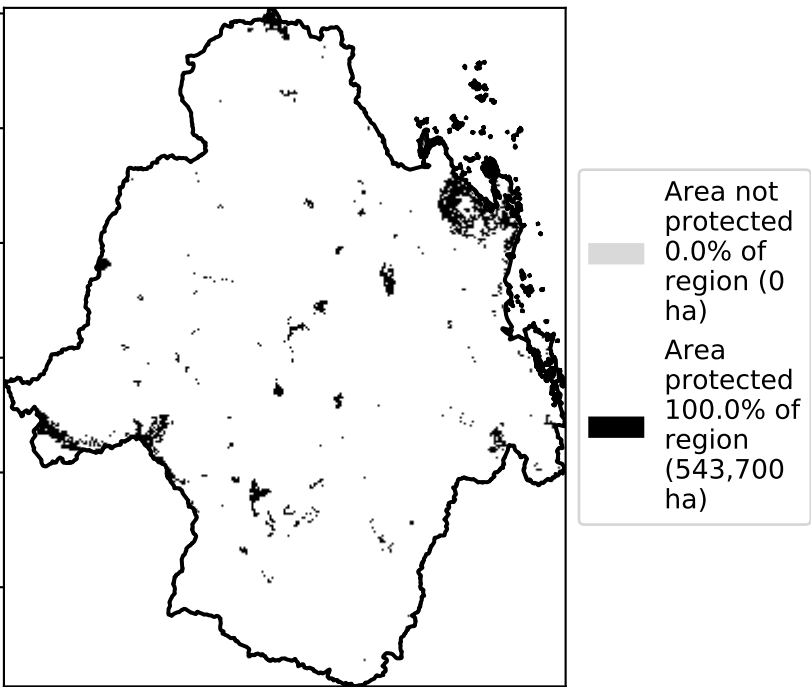 Area not
protected
0.0% of
region (0
ha)
Area
protected
100.0% of
region
(543,700
ha)